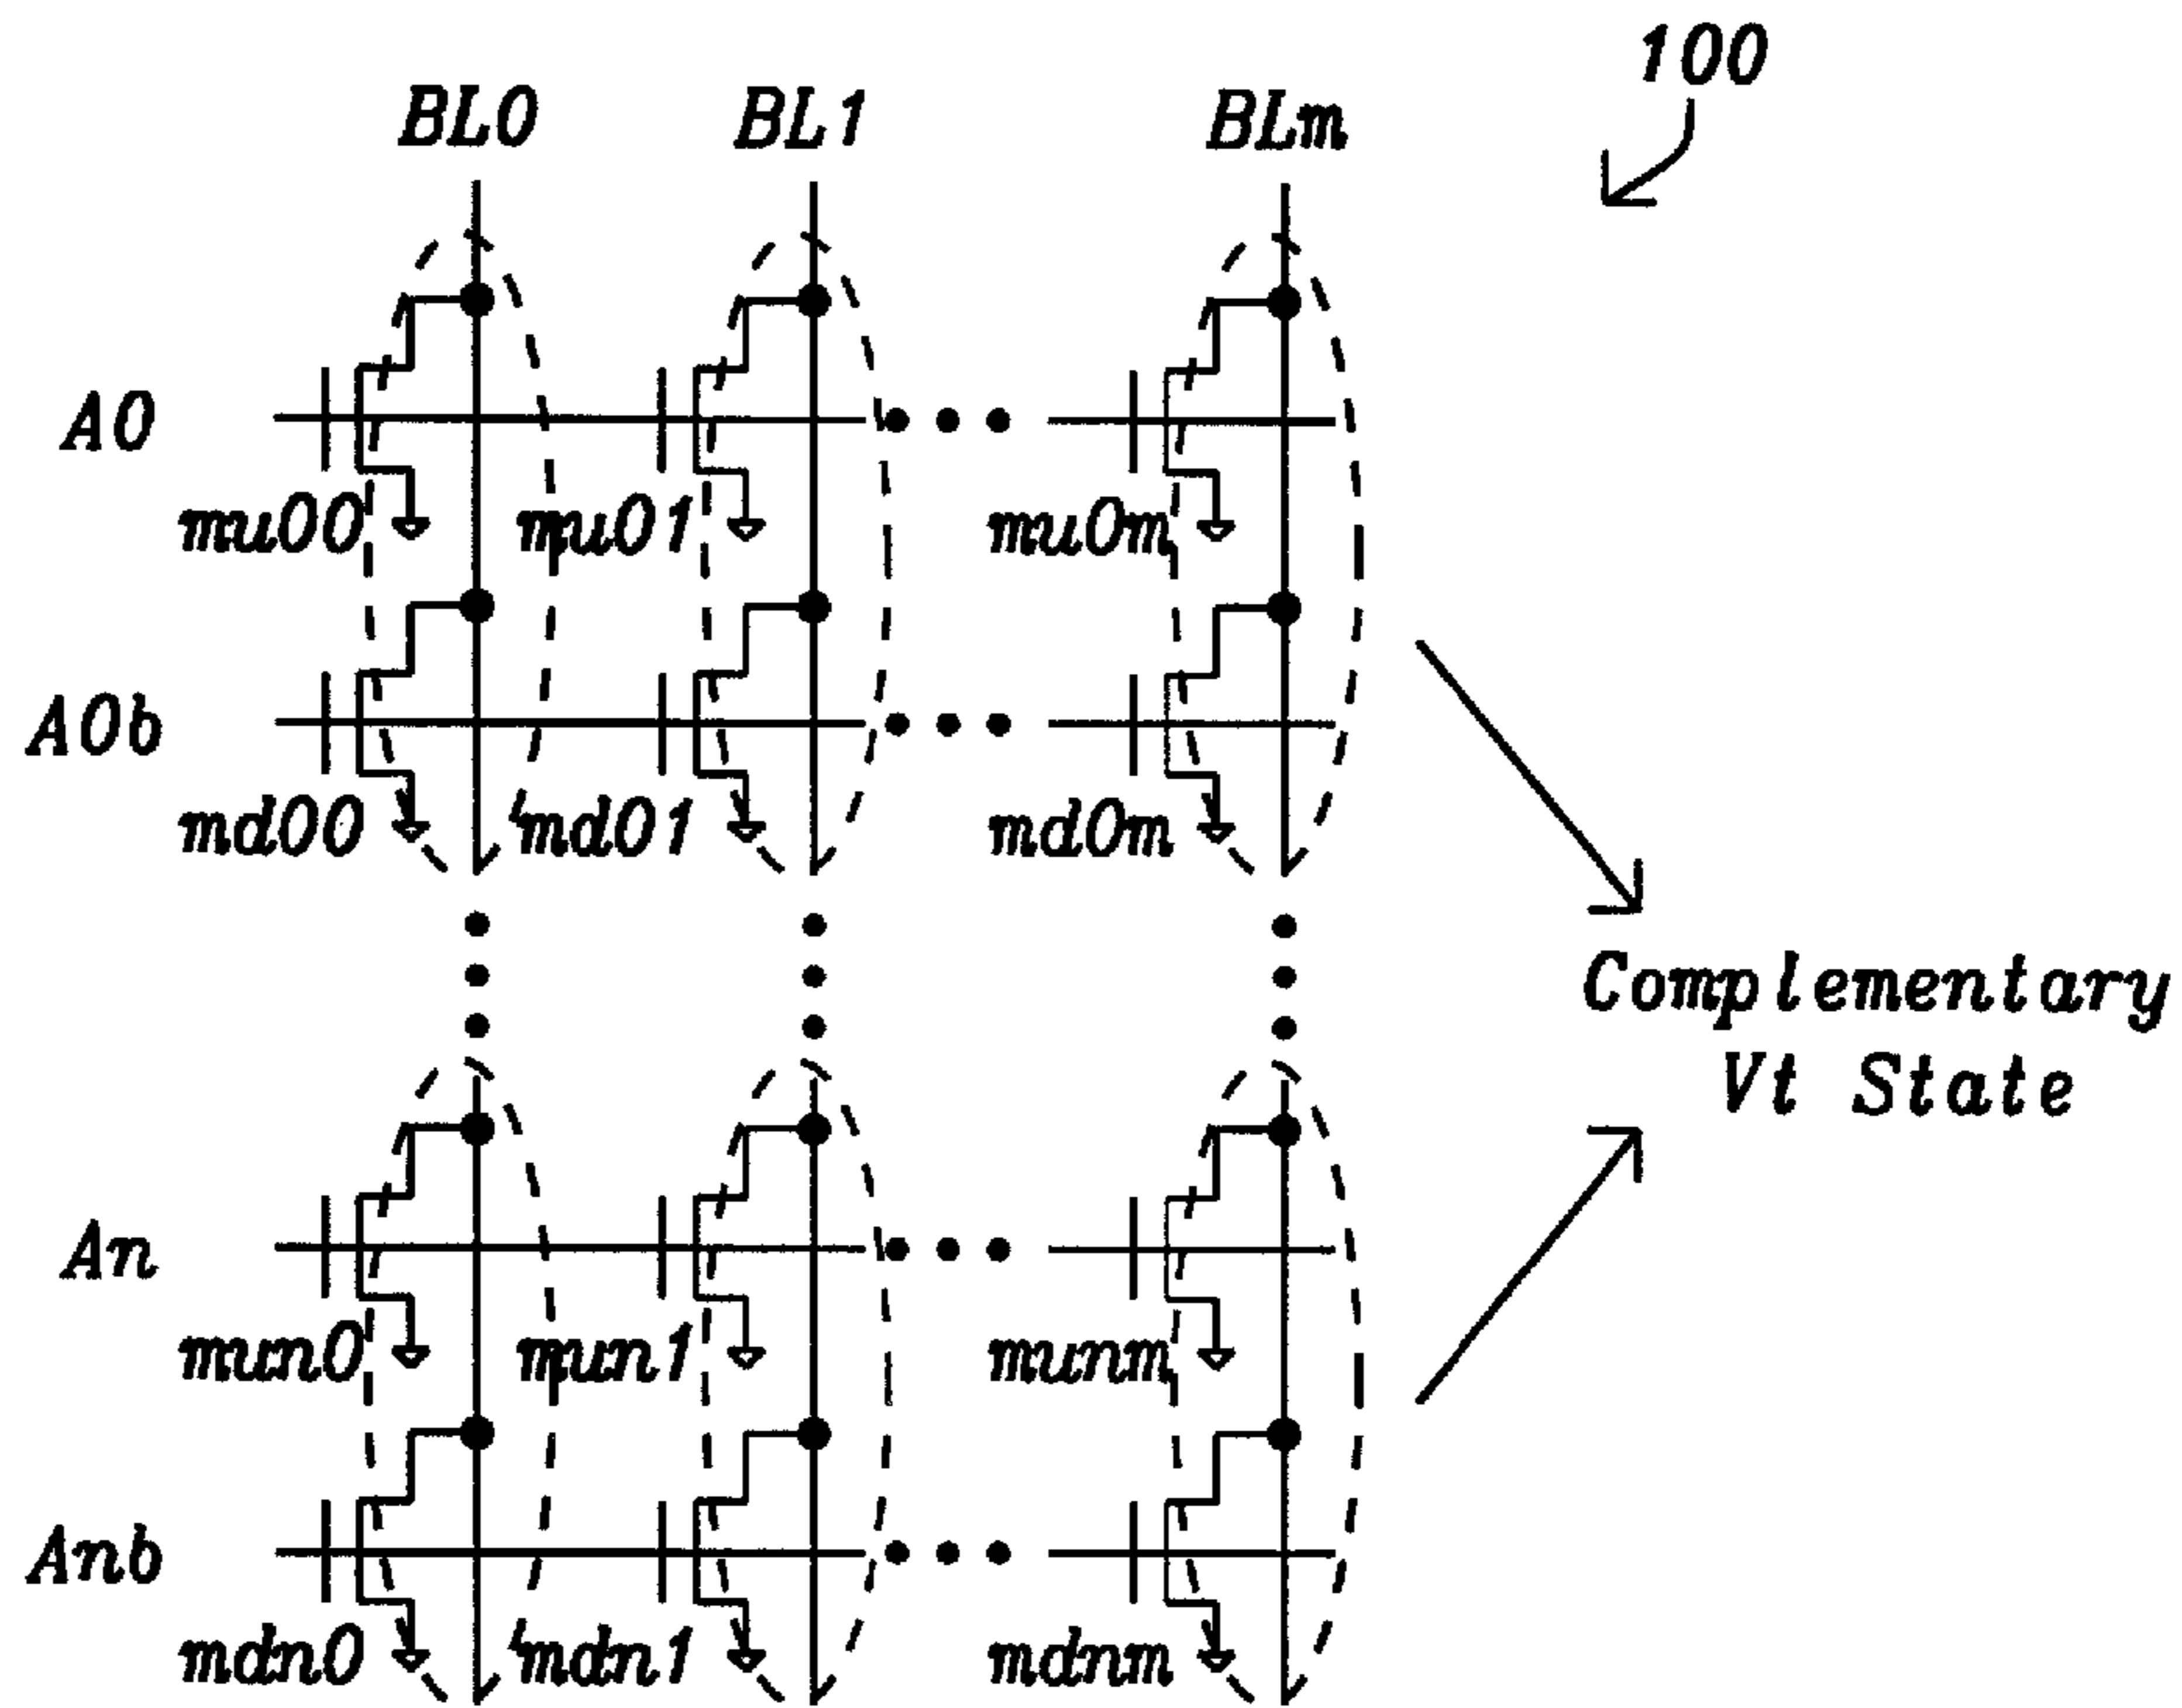 100
BL0 BL1 BLm
A0
mu00 mu01 mu0m
A0b
md00 md01 md0m
Complementary
Vt State
An
mun0 mun1 munm
Anb
mdn0 mdn1 mdnm